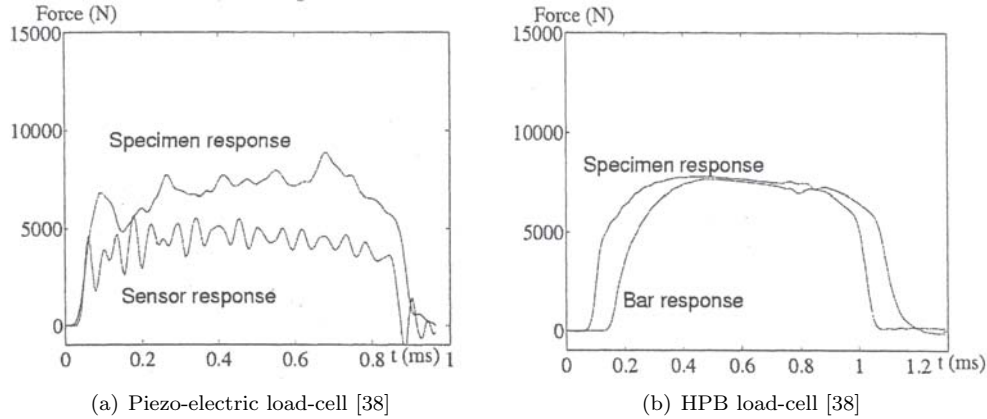 Force (N)
15000
10000
5000
0
Specimen response
Sensor response
0 0.2 0.4 0.6 0.8 t (ms) 1
(a) Piezo-electric load-cell [38]
Force (N)
15000
10000
5000
0
Specimen response
Bar response
0 0.2 0.4 0.6 0.8 1 1.2 t (ms)
(b) HPB load-cell [38]